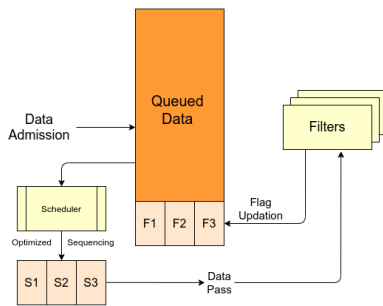 Queued
Data
Data
Admission
Filters
Scheduler
F1 F2 F3
Flag
Updation
Optimized Sequencing
S1 S2 S3
Data
Pass